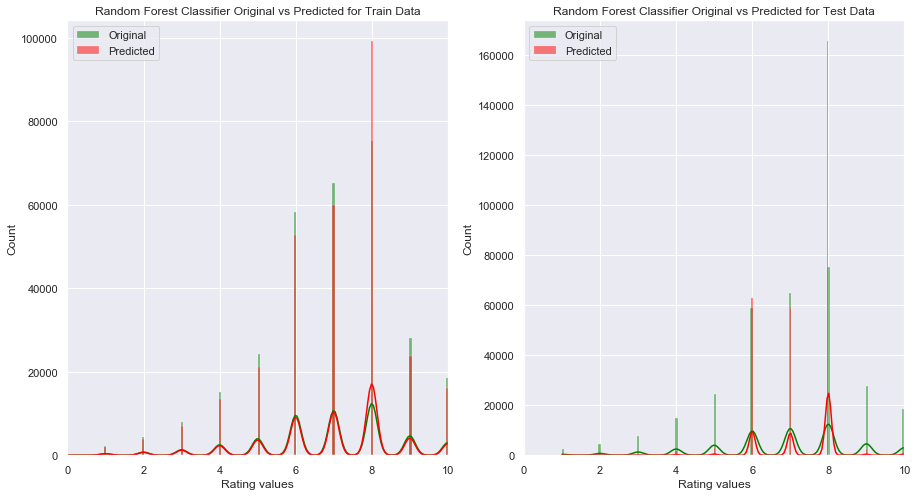 Random Forest Classifier Original vs Predicted for Train Data
Original
Predicted
100000
80000
60000
40000
20000
0
Count
0 2 4 6 8 10
Rating values
Random Forest Classifier Original vs Predicted for Test Data
Original
Predicted
160000
140000
120000
100000
80000
60000
40000
20000
0
Count
0 2 4 6 8 10
Rating values